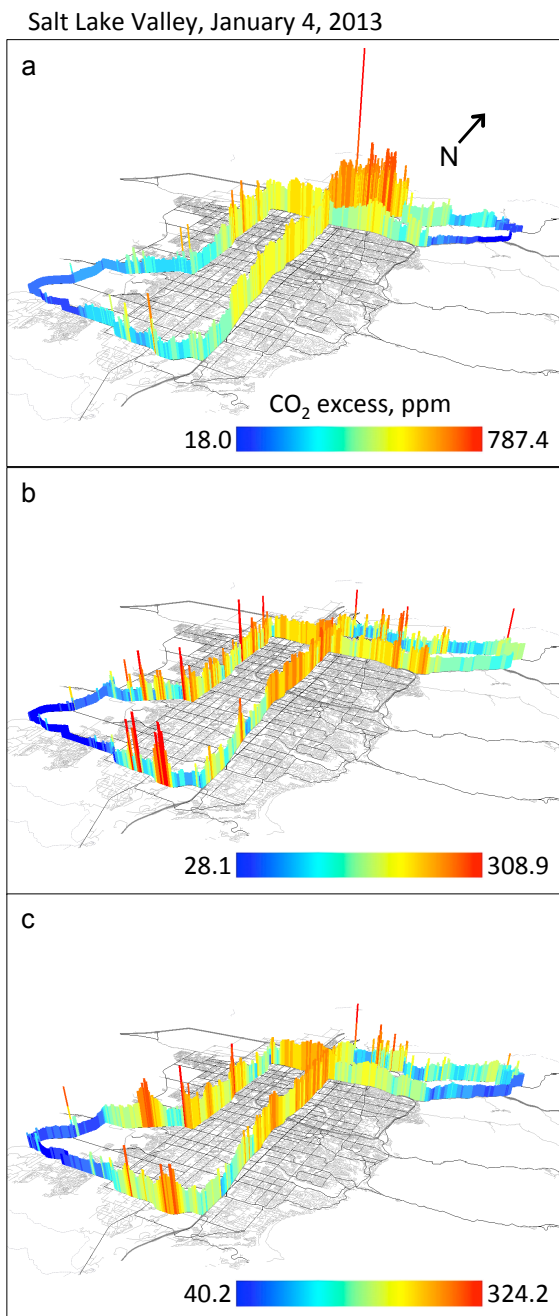 Salt Lake Valley, January 4, 2013
a
N
CO₂ excess, ppm
18.0 787.4
b
28.1 308.9
c
40.2 324.2